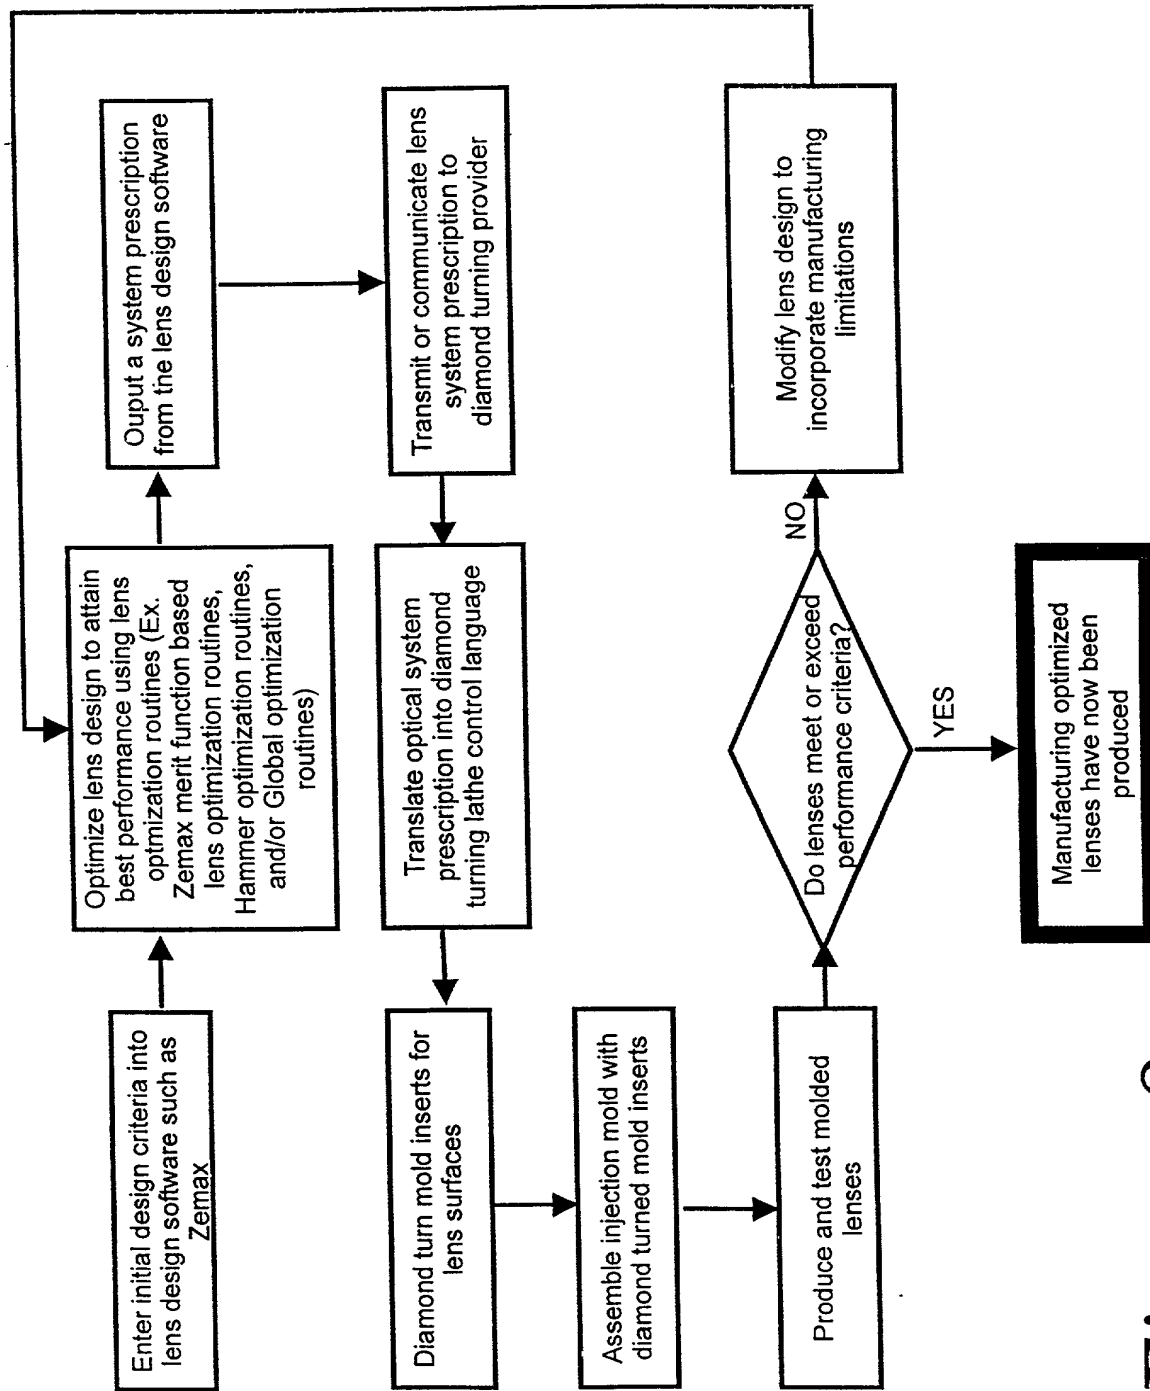 Enter initial design criteria into
lens design software such as
Zemax
Optimize lens design to attain
best performance using lens
optmization routines (Ex.
Zemax merit function based
lens optimization routines,
Hammer optimization routines,
and/or Global optimization
routines)
Ouput a system prescription
from the lens design software
Transmit or communicate lens
system prescription to
diamond turning provider
Translate optical system
prescription into diamond
turning lathe control language
Diamond turn mold inserts for
lens surfaces
Assemble injection mold with
diamond turned mold inserts
Produce and test molded
lenses
Do lenses meet or exceed
performance criteria?
NO
Modify lens design to
incorporate manufacturing
limitations
YES
Manufacturing optimized
lenses have now been
produced